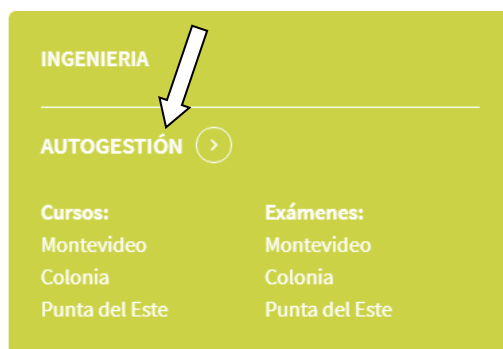 INGENIERIA
AUTOGESTIÓN
Cursos:
Montevideo
Colonia
Punta del Este
Exámenes:
Montevideo
Colonia
Punta del Este